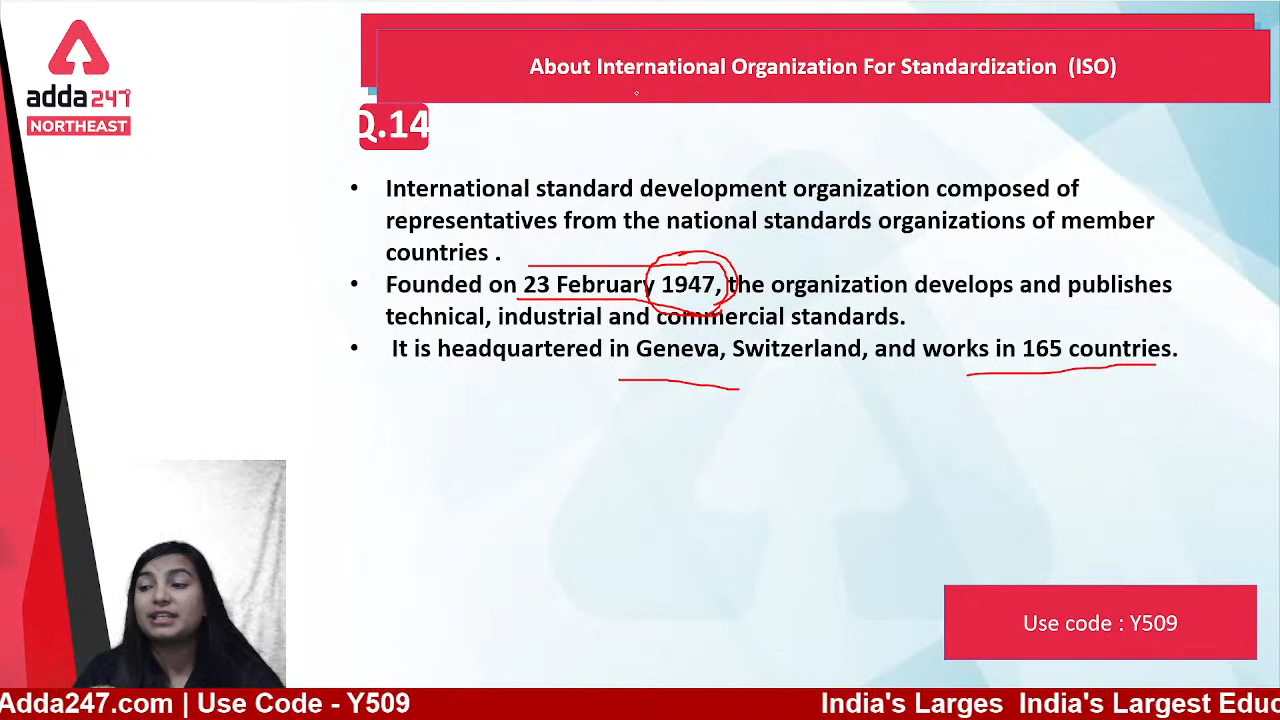 About International Organization For Standardization (ISO)
adda247
NORTHEAST
Q.14
• International standard development organization composed of
representatives from the national standards organizations of member
countries .
• Founded on 23 February 1947, the organization develops and publishes
technical, industrial and commercial standards.
• It is headquartered in Geneva, Switzerland, and works in 165 countries.
Use code : Y509
Adda247.com | Use Code - Y509
India's Larges India's Largest Educ